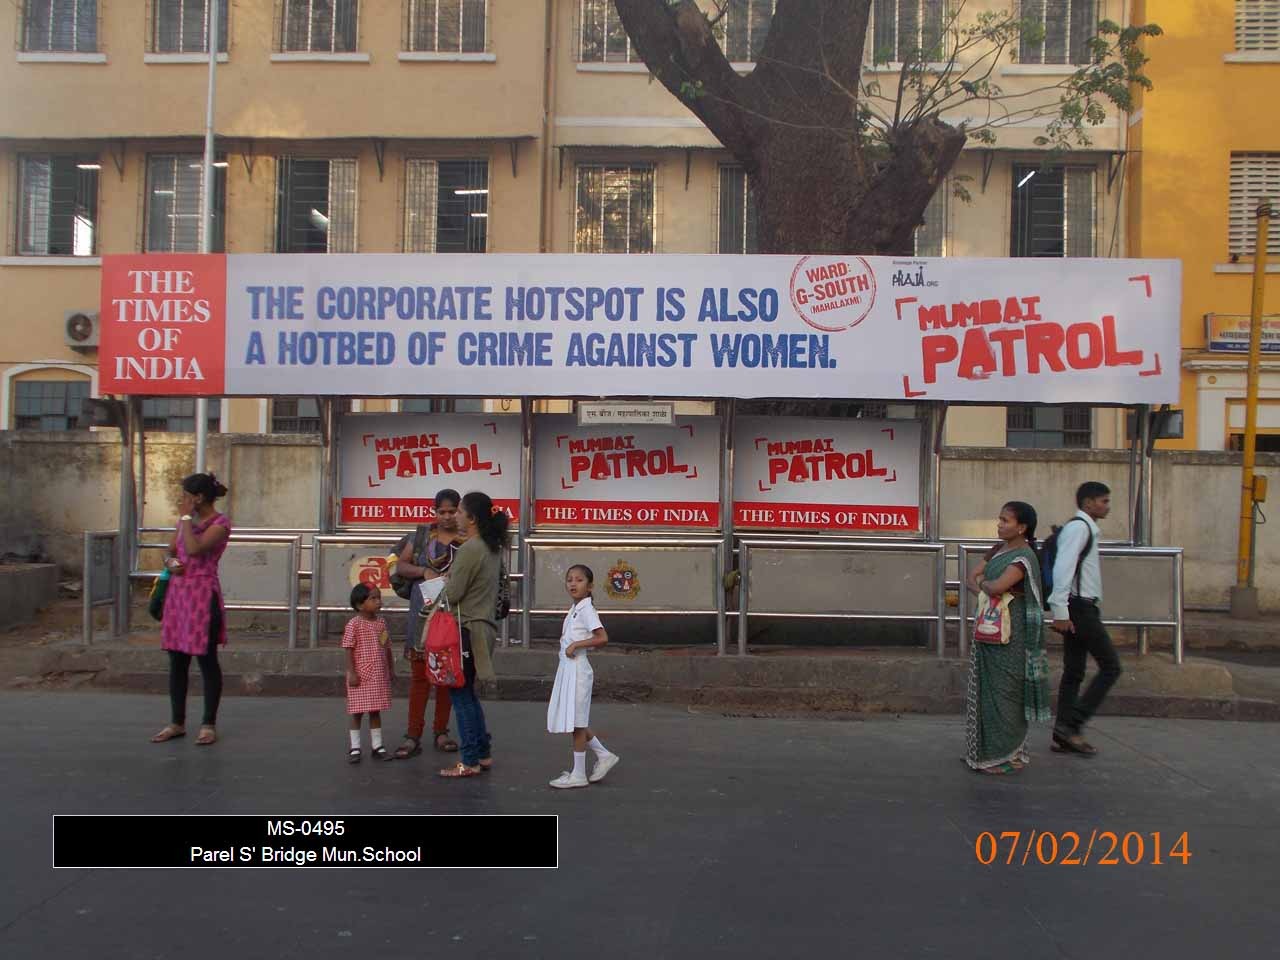 THE
TIMES
OF
INDIA
THE CORPORATE HOTSPOT IS ALSO
A HOTBED OF CRIME AGAINST WOMEN.
WARD:
G-SOUTH
(MAHALAXMI)
PRAJA.ORG
MUMBAI
PATROL
एस ब्रीज / महापालिका शाळा
MUMBAI
PATROL
MUMBAI
PATROL
THE TIMES OF INDIA
MUMBAI
PATROL
THE TIMES OF INDIA
MS-0495
Parel S' Bridge Mun.School
07/02/2014